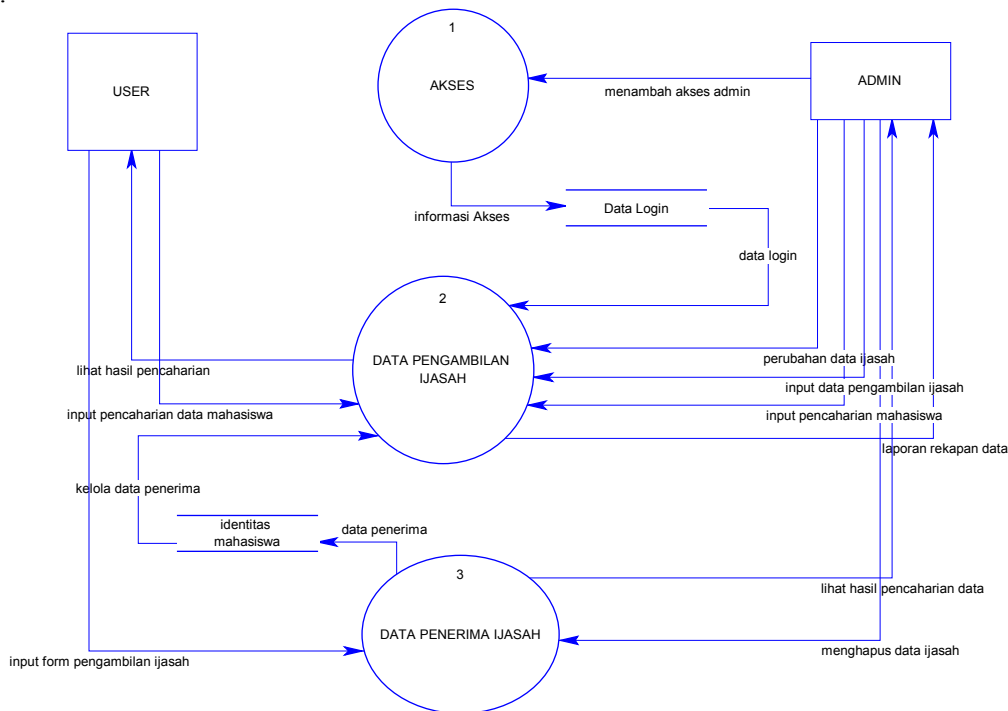 1
USER
AKSES
ADMIN
menambah akses admin
informasi Akses
Data Login
data login
2
DATA PENGAMBILAN
IJASAH
perubahan data ijasah
lihat hasil pencaharian
input data pengambilan ijasah
input pencaharian data mahasiswa
input pencaharian mahasiswa
laporan rekapan data
kelola data penerima
identitas
mahasiswa
data penerima
3
lihat hasil pencaharian data
DATA PENERIMA IJASAH
menghapus data ijasah
input form pengambilan ijasah